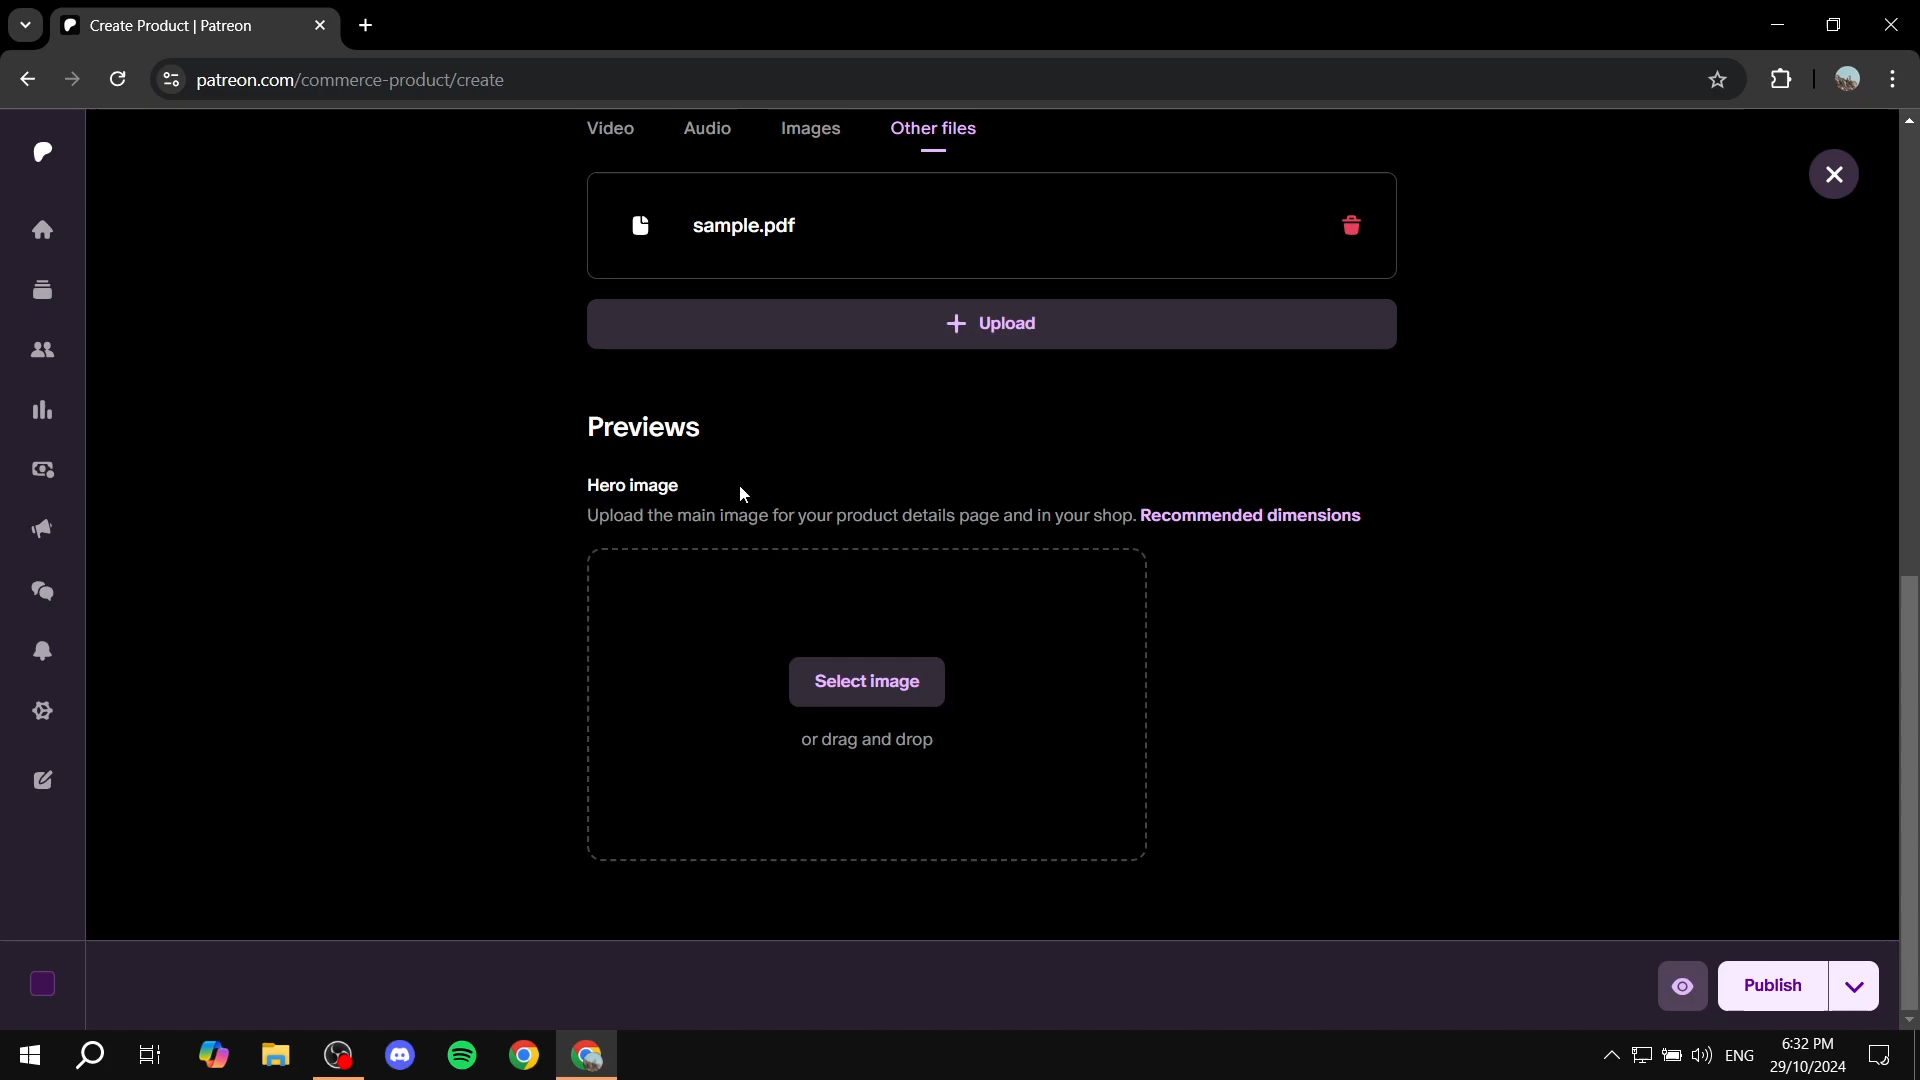 Create Product | Patreon
patreon.com/commerce-product/create
Video Audio Images Other files
sample.pdf
+ Upload
Previews
Hero image
Upload the main image for your product details page and in your shop. Recommended dimensions
Select image
or drag and drop
Publish
ENG
6:32 PM
29/10/2024